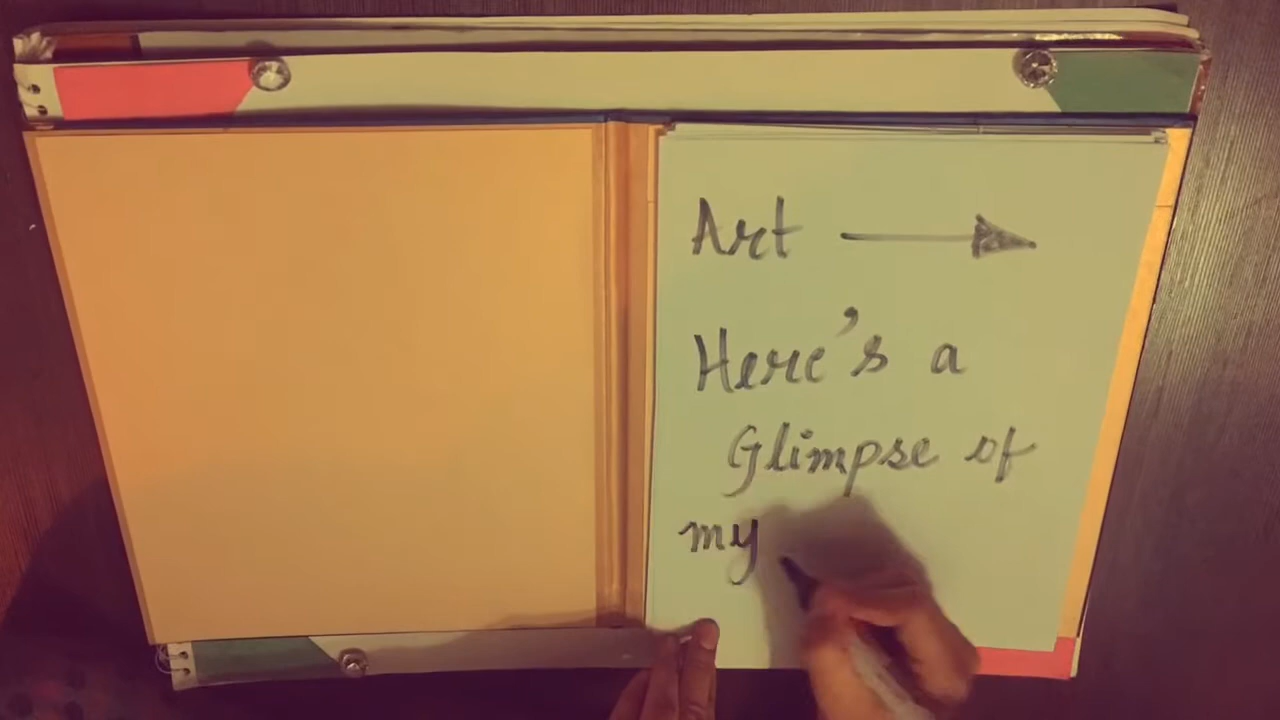 Art →
Here's a
Glimpse of
my